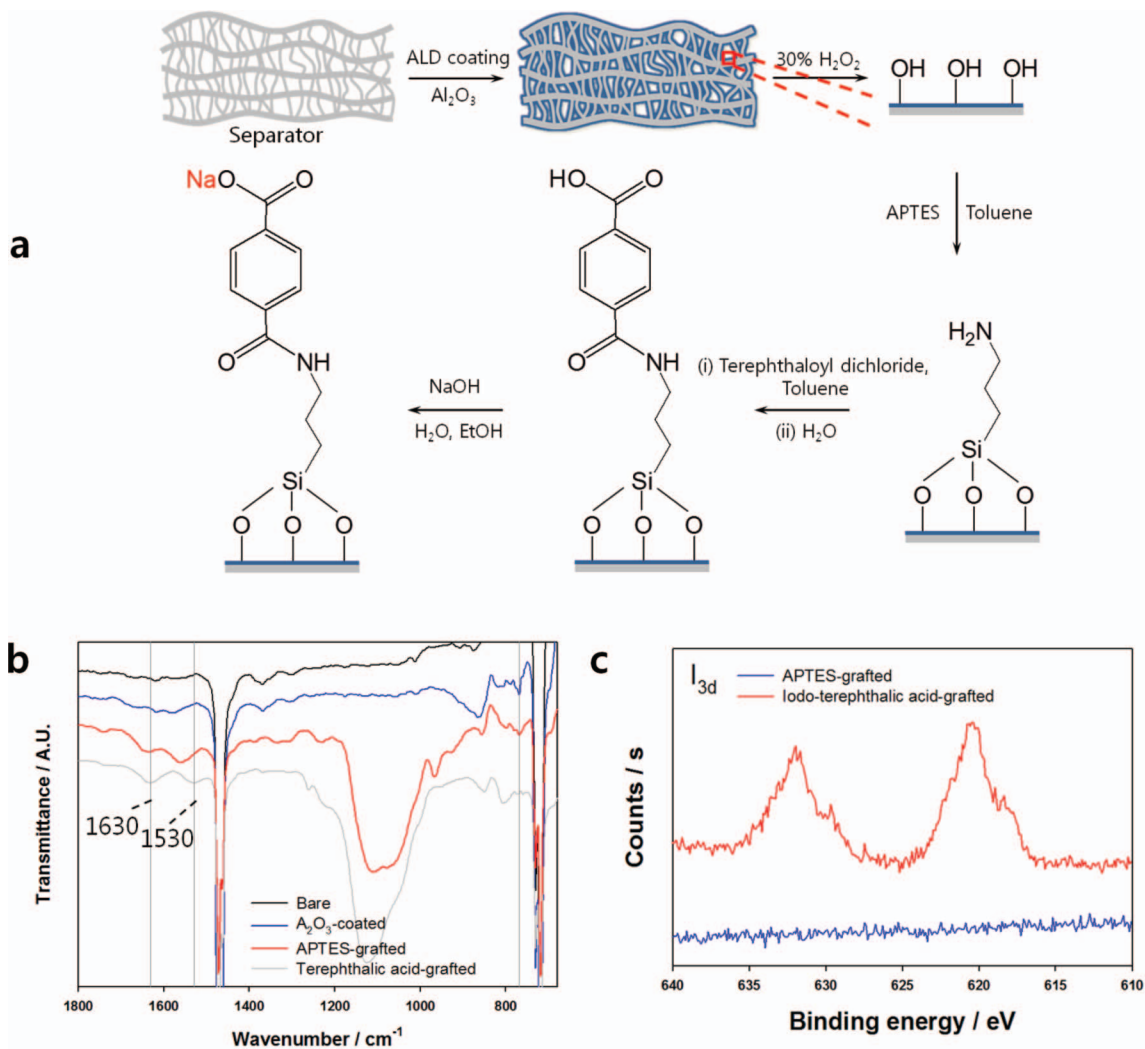 a
Separator
ALD coating
Al₂O₃
30% H₂O₂
OH OH OH
APTES Toluene
H₂N
Si
O O O
(i) Terephthaloyl dichloride,
Toluene
(ii) H₂O
HO O
O NH
Si
O O O
NaOH
H₂O, EtOH
NaO O
O NH
Si
O O O
b
Transmittance / A.U.
1630
1530
Bare
A₂O₃-coated
APTES-grafted
Terephthalic acid-grafted
1800 1600 1400 1200 1000 800
Wavenumber / cm⁻¹
c
I₃d
APTES-grafted
Iodo-terephthalic acid-grafted
Counts / s
640 635 630 625 620 615 610
Binding energy / eV